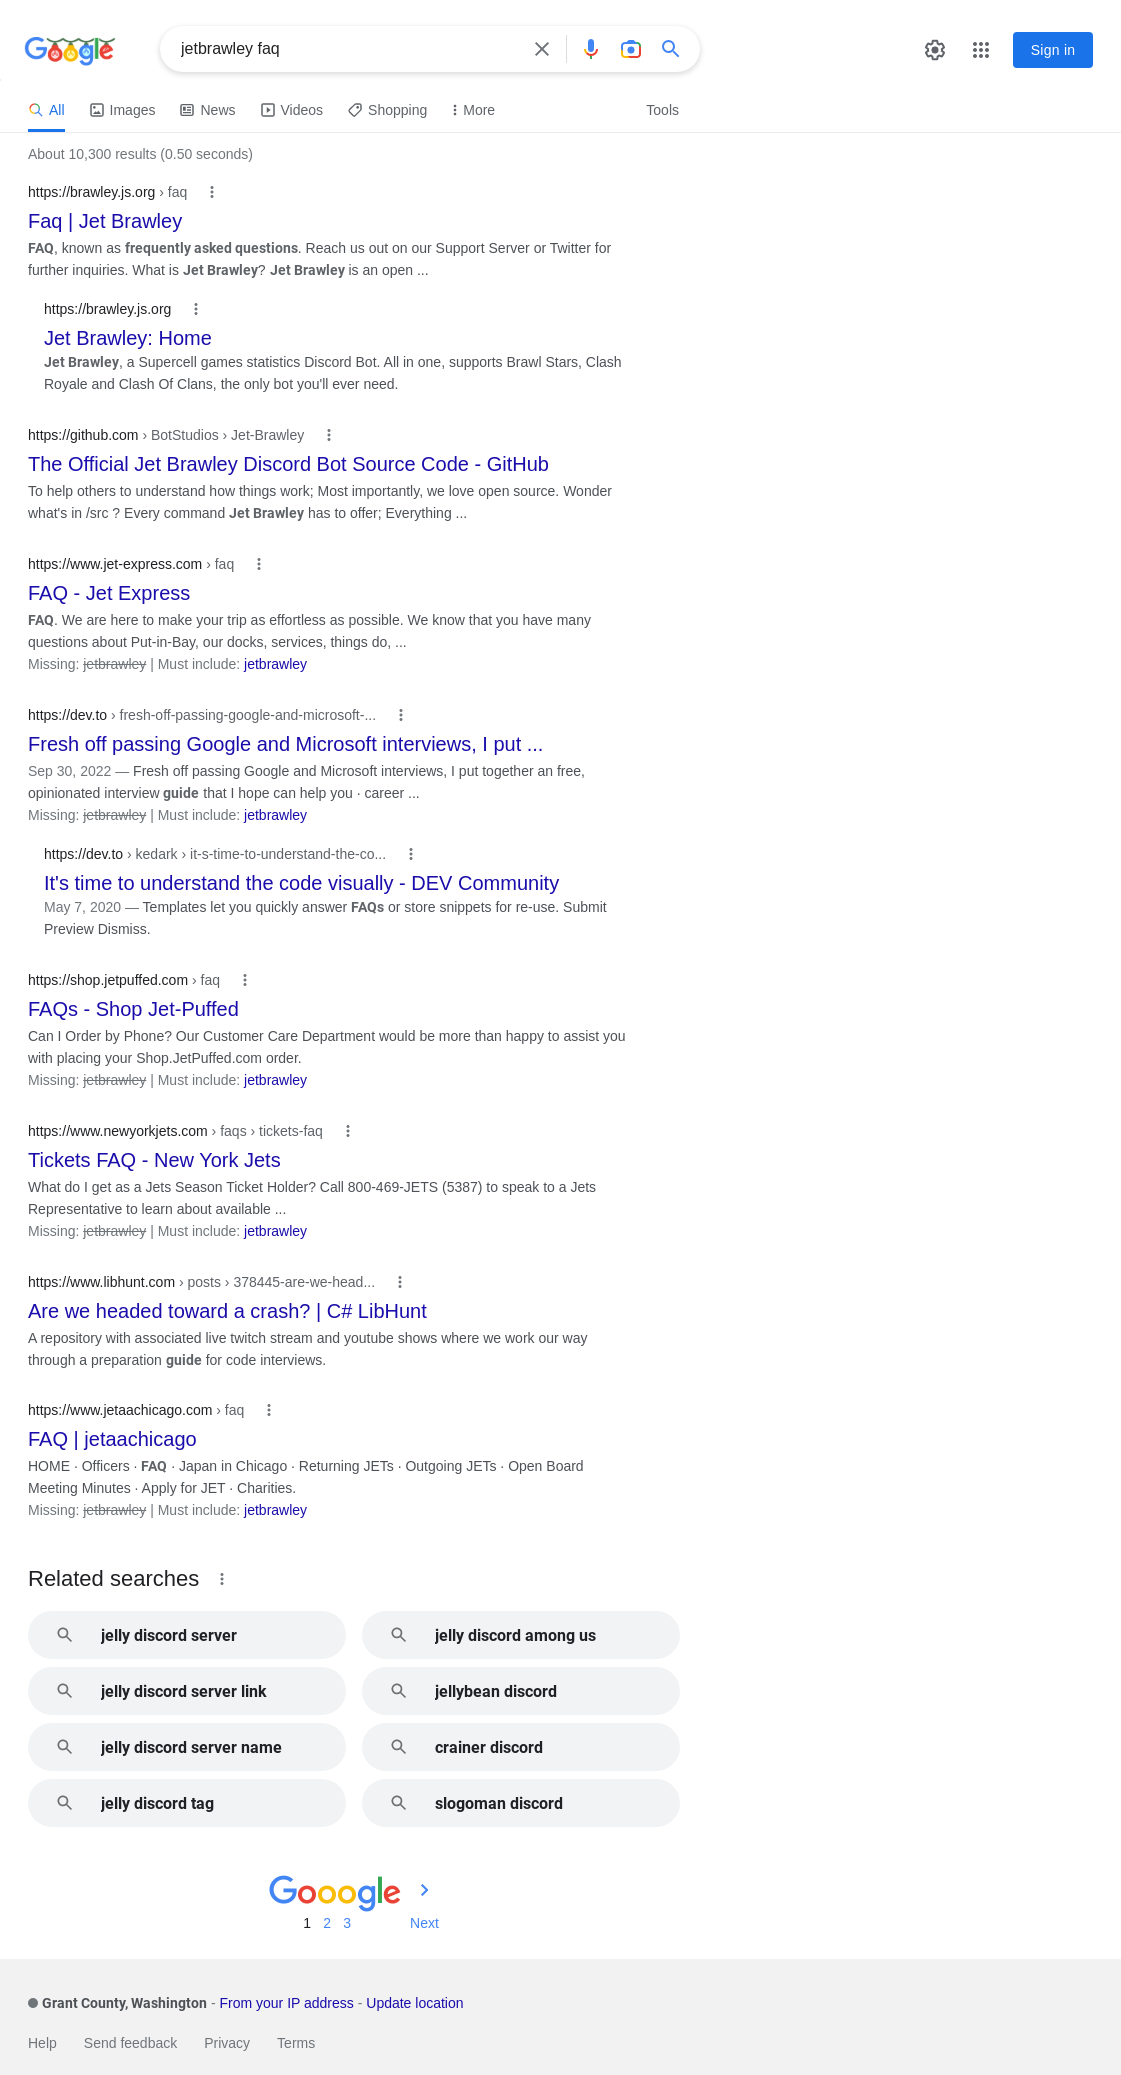 Google
jetbrawley faq
Sign in
All Images News Videos Shopping More Tools
About 10,300 results (0.50 seconds)
https://brawley.js.org › faq
Faq | Jet Brawley
FAQ, known as frequently asked questions. Reach us out on our Support Server or Twitter for
further inquiries. What is Jet Brawley? Jet Brawley is an open ...
https://brawley.js.org
Jet Brawley: Home
Jet Brawley, a Supercell games statistics Discord Bot. All in one, supports Brawl Stars, Clash
Royale and Clash Of Clans, the only bot you'll ever need.
https://github.com › BotStudios › Jet-Brawley
The Official Jet Brawley Discord Bot Source Code - GitHub
To help others to understand how things work; Most importantly, we love open source. Wonder
what's in /src ? Every command Jet Brawley has to offer; Everything ...
https://www.jet-express.com › faq
FAQ - Jet Express
FAQ. We are here to make your trip as effortless as possible. We know that you have many
questions about Put-in-Bay, our docks, services, things do, ...
Missing: jetbrawley | Must include: jetbrawley
https://dev.to › fresh-off-passing-google-and-microsoft-...
Fresh off passing Google and Microsoft interviews, I put ...
Sep 30, 2022 — Fresh off passing Google and Microsoft interviews, I put together an free,
opinionated interview guide that I hope can help you · career ...
Missing: jetbrawley | Must include: jetbrawley
https://dev.to › kedark › it-s-time-to-understand-the-co...
It's time to understand the code visually - DEV Community
May 7, 2020 — Templates let you quickly answer FAQs or store snippets for re-use. Submit
Preview Dismiss.
https://shop.jetpuffed.com › faq
FAQs - Shop Jet-Puffed
Can I Order by Phone? Our Customer Care Department would be more than happy to assist you
with placing your Shop.JetPuffed.com order.
Missing: jetbrawley | Must include: jetbrawley
https://www.newyorkjets.com › faqs › tickets-faq
Tickets FAQ - New York Jets
What do I get as a Jets Season Ticket Holder? Call 800-469-JETS (5387) to speak to a Jets
Representative to learn about available ...
Missing: jetbrawley | Must include: jetbrawley
https://www.libhunt.com › posts › 378445-are-we-head...
Are we headed toward a crash? | C# LibHunt
A repository with associated live twitch stream and youtube shows where we work our way
through a preparation guide for code interviews.
https://www.jetaachicago.com › faq
FAQ | jetaachicago
HOME · Officers · FAQ · Japan in Chicago · Returning JETs · Outgoing JETs · Open Board
Meeting Minutes · Apply for JET · Charities.
Missing: jetbrawley | Must include: jetbrawley
Related searches
jelly discord server
jelly discord among us
jelly discord server link
jellybean discord
jelly discord server name
crainer discord
jelly discord tag
slogoman discord
Gooogle
1 2 3 Next
Grant County, Washington - From your IP address - Update location
Help Send feedback Privacy Terms